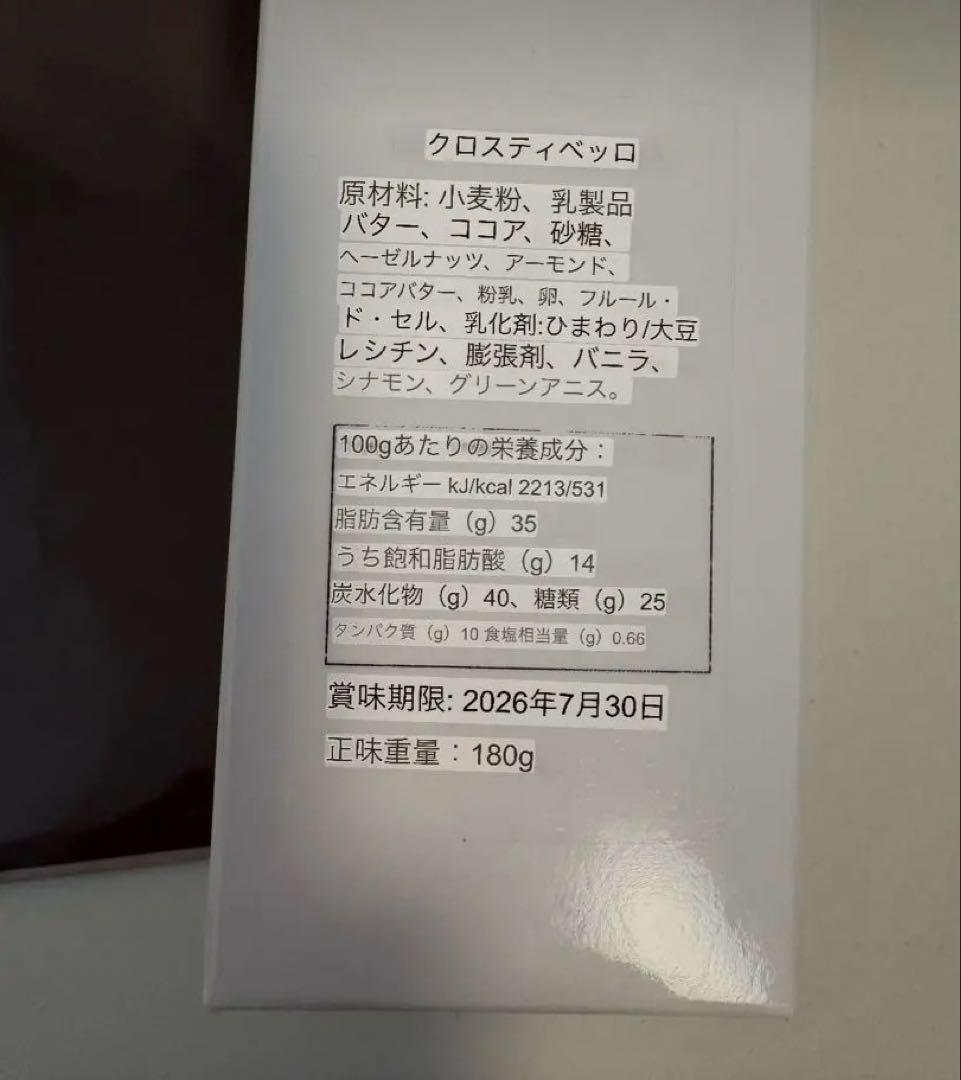 クロスティベッロ
原材料: 小麦粉、乳製品
バター、ココア、砂糖、
ヘーゼルナッツ、アーモンド、
ココアバター、粉乳、卵、フルール・
ド・セル、乳化剤:ひまわり/大豆
レシチン、膨張剤、バニラ、
シナモン、グリーンアニス。
100gあたりの栄養成分：
エネルギー kJ/kcal 2213/531
脂肪含有量（g）35
うち飽和脂肪酸（g）14
炭水化物（g）40、糖類（g）25
タンパク質（g）10 食塩相当量（g）0.66
賞味期限: 2026年7月30日
正味重量：180g